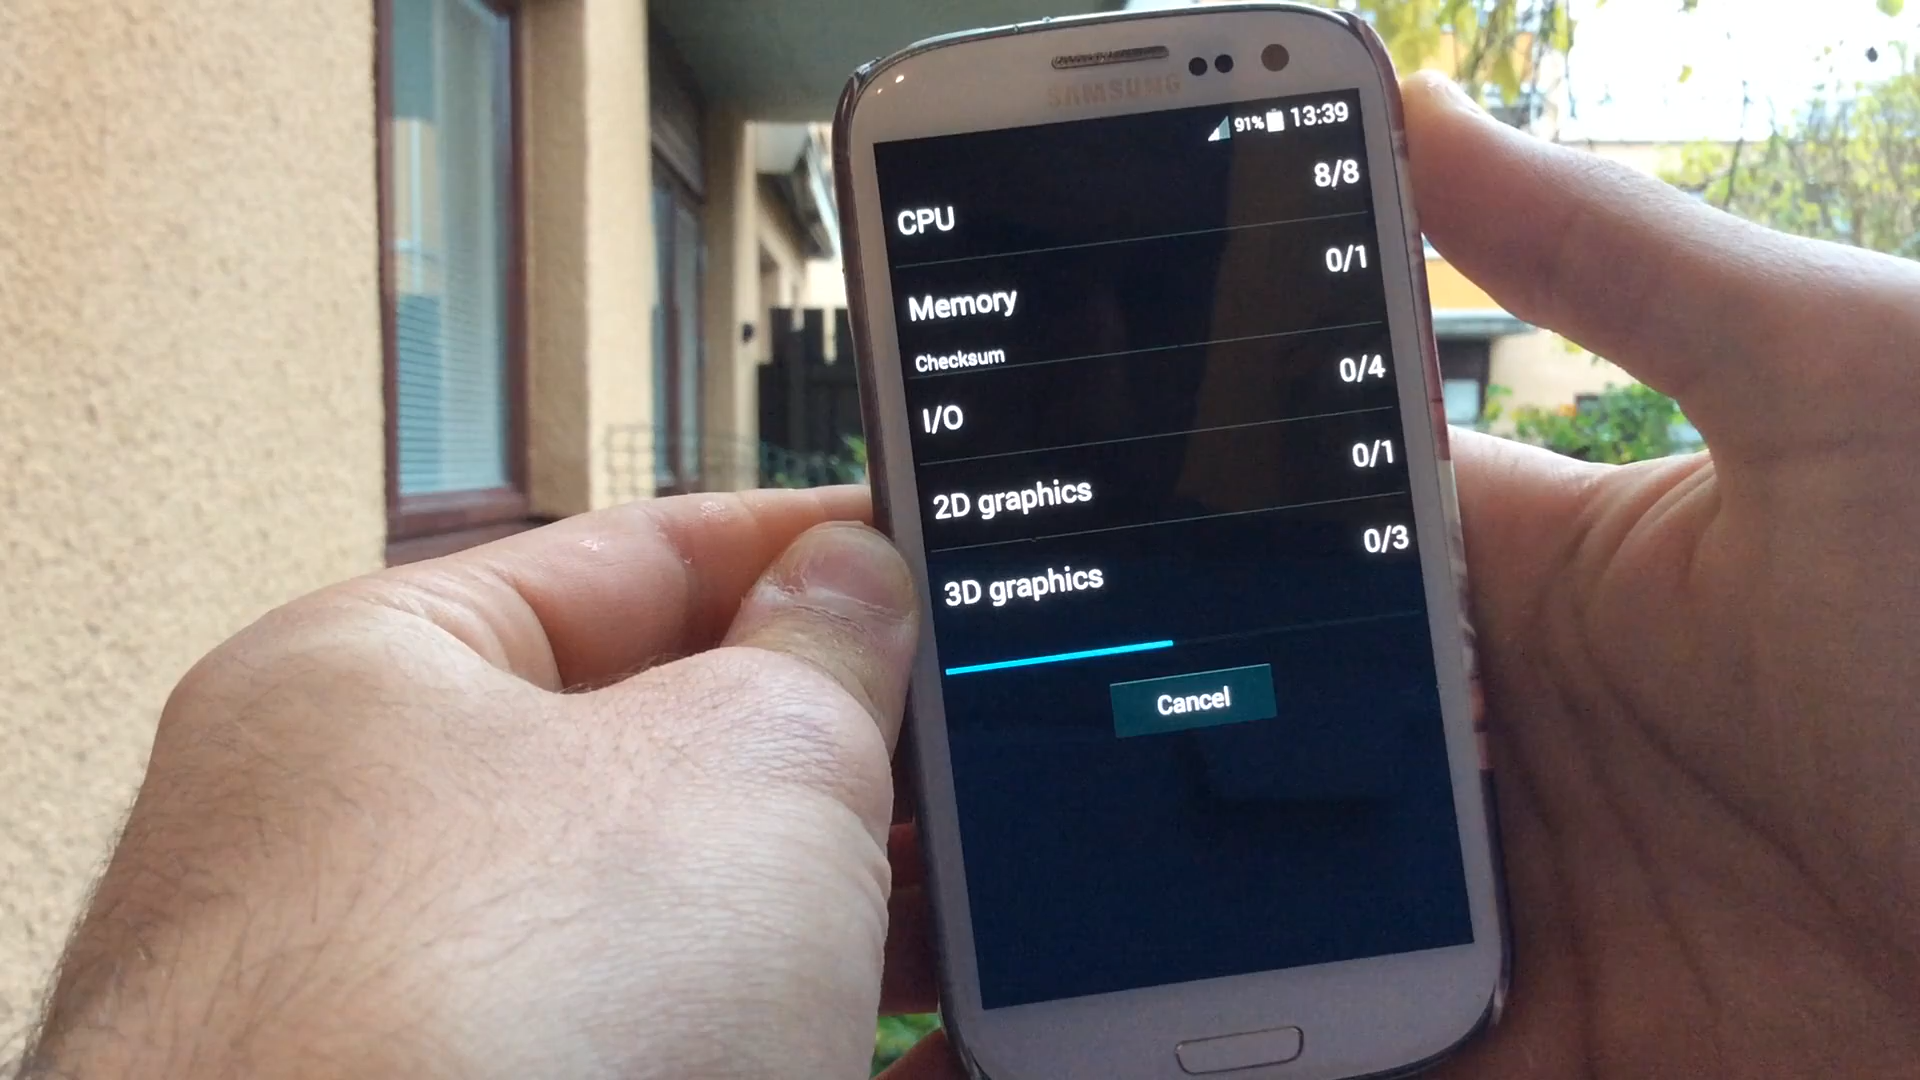 SAMSUNG
91% 13:39
8/8
CPU
0/1
Memory
Checksum
0/4
I/O
0/1
2D graphics
0/3
3D graphics
Cancel